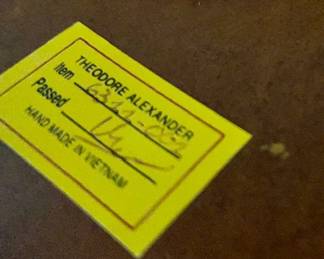 THEODORE ALEXANDER
Item
Passed
HAND MADE IN VIETNAM